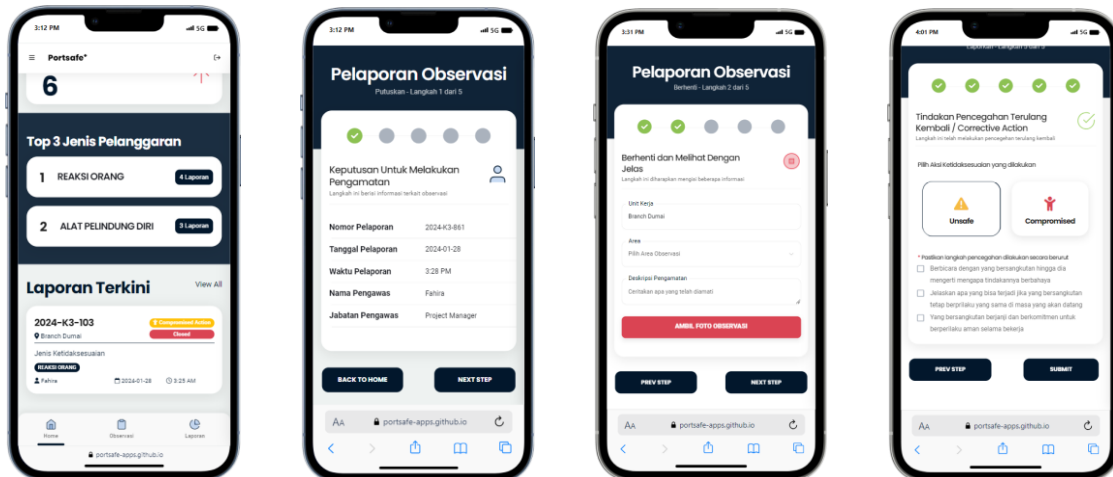 3:12 PM
5G
Portsafe+
6
Top 3 Jenis Pelanggaran
1 REAKSI ORANG 4 Laporan
2 ALAT PELINDUNG DIRI 3 Laporan
Laporan Terkini View All
2024-K3-103 Compromised Action
Branch Dumai Closed
Jenis Ketidaksesuaian
REAKSI ORANG
Fahira 2024-01-28 3:25 AM
Home Observasi Laporan
portsafe-apps.github.io
3:12 PM
5G
Pelaporan Observasi
Putuskan - Langkah 1 dari 5
Keputusan Untuk Melakukan
Pengamatan
Langkah ini berisi informasi terkait observasi
Nomor Pelaporan 2024-K3-861
Tanggal Pelaporan 2024-01-28
Waktu Pelaporan 3:28 PM
Nama Pengawas Fahira
Jabatan Pengawas Project Manager
BACK TO HOME NEXT STEP
AA portsafe-apps.github.io
3:31 PM
5G
Pelaporan Observasi
Berhenti - Langkah 2 dari 5
Berhenti dan Melihat Dengan
Jelas
Langkah ini diharapkan mengisi beberapa informasi
Unit Kerja
Branch Dumai
Area
Pilih Area Observasi
Deskripsi Pengamatan
Ceritakan apa yang telah diamati
AMBIL FOTO OBSERVASI
PREV STEP NEXT STEP
AA portsafe-apps.github.io
4:01 PM
5G
Laporkan - Langkah 5 dari 5
Tindakan Pencegahan Terulang
Kembali / Corrective Action
Langkah ini telah melakukan pencegahan terulang kembali
Pilih Aksi Ketidaksesuaian yang dilakukan
Unsafe Compromised
* Pastikan langkah pencegahan dilakukan secara berurut
Berbicara dengan yang bersangkutan hingga dia
mengerti mengapa tindakannya berbahaya
Jelaskan apa yang bisa terjadi jika yang bersangkutan
tetap berprilaku yang sama di masa yang akan datang
Yang bersangkutan berjanji dan berkomitmen untuk
berperilaku aman selama bekerja
PREV STEP SUBMIT
AA portsafe-apps.github.io